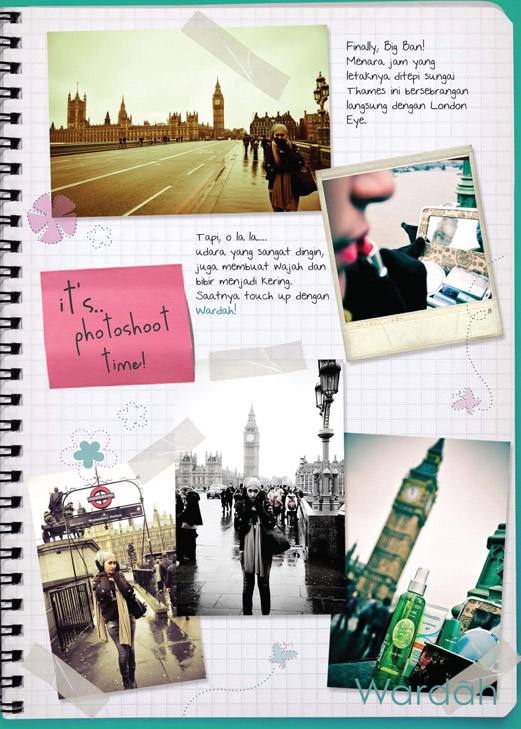 Finally, Big Ban!
Menara jam yang
letaknya ditepi sungai
Thames ini bersebrangan
langsung dengan London
Eye.
Tapi, o la la....
udara yang sangat dingin,
juga membuat wajah dan
bibir menjadi kering.
Saatnya touch up dengan
Wardah!
it's..
photoshoot
time!
Wardah